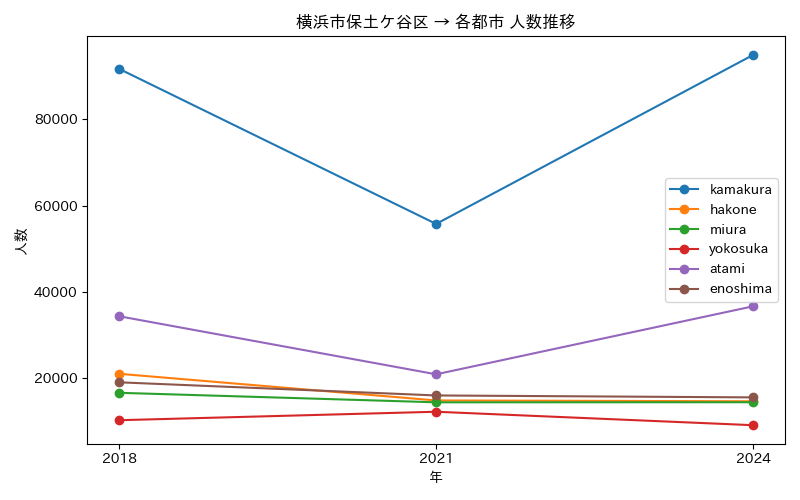 横浜市保土ケ谷区 → 各都市 人数推移
人数
80000
60000
40000
20000
kamakura
hakone
miura
yokosuka
atami
enoshima
2018 2021 2024
年